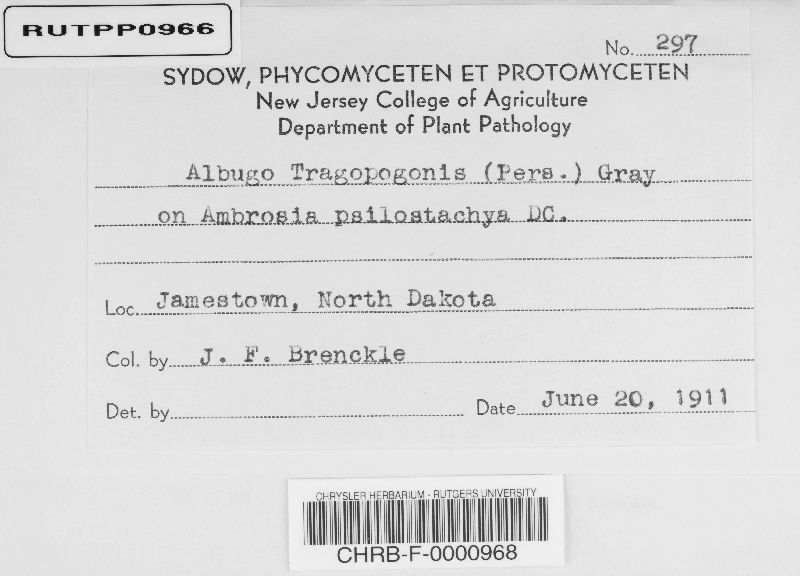 RUTPP0966
No. 297
SYDOW, PHYCOMYCETEN ET PROTOMYCETEN
New Jersey College of Agriculture
Department of Plant Pathology
Albugo Tragopogonis (Pers.) Gray
on Ambrosia psilostachya DC.
Loc. Jamestown, North Dakota
Col. by J. F. Brenckle
Det. by
Date June 20, 1911
CHRYSLER HERBARIUM - RUTGERS UNIVERSITY
CHRB-F-0000968